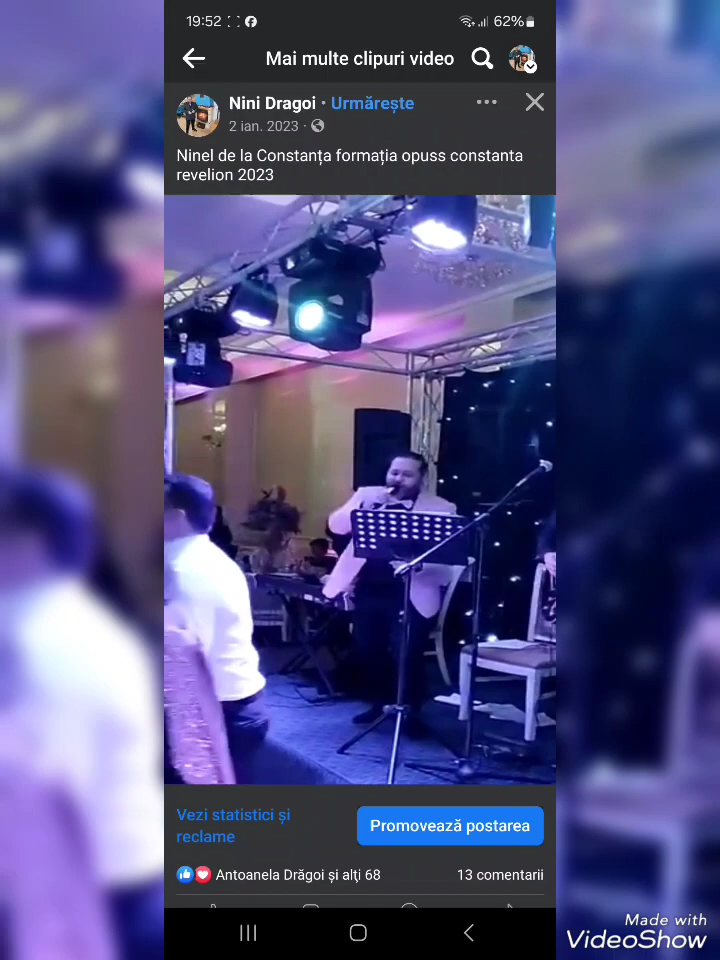 19:52
62%
Mai multe clipuri video
Nini Dragoi · Urmărește
2 ian. 2023 ·
Ninel de la Constanța formația opuss constanta
revelion 2023
Vezi statistici și
reclame
Promovează postarea
Antoanela Drăgoi și alți 68
13 comentarii
Made with
VideoShow